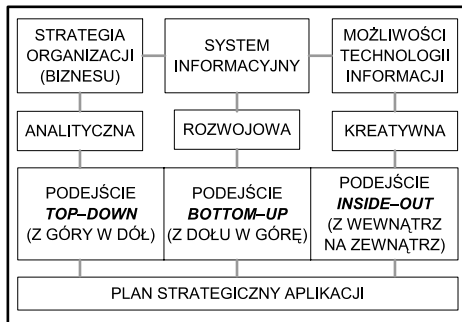 STRATEGIA
ORGANIZACJI
(BIZNESU)
SYSTEM
INFORMACYJNY
MOŻLIWOŚCI
TECHNOLOGII
INFORMACJI
ANALITYCZNA
ROZWOJOWA
KREATYWNA
PODEJŚCIE
TOP–DOWN
(Z GÓRY W DÓŁ)
PODEJŚCIE
BOTTOM–UP
(Z DOŁU W GÓRĘ)
PODEJŚCIE
INSIDE–OUT
(Z WEWNĄTRZ
NA ZEWNĄTRZ)
PLAN STRATEGICZNY APLIKACJI